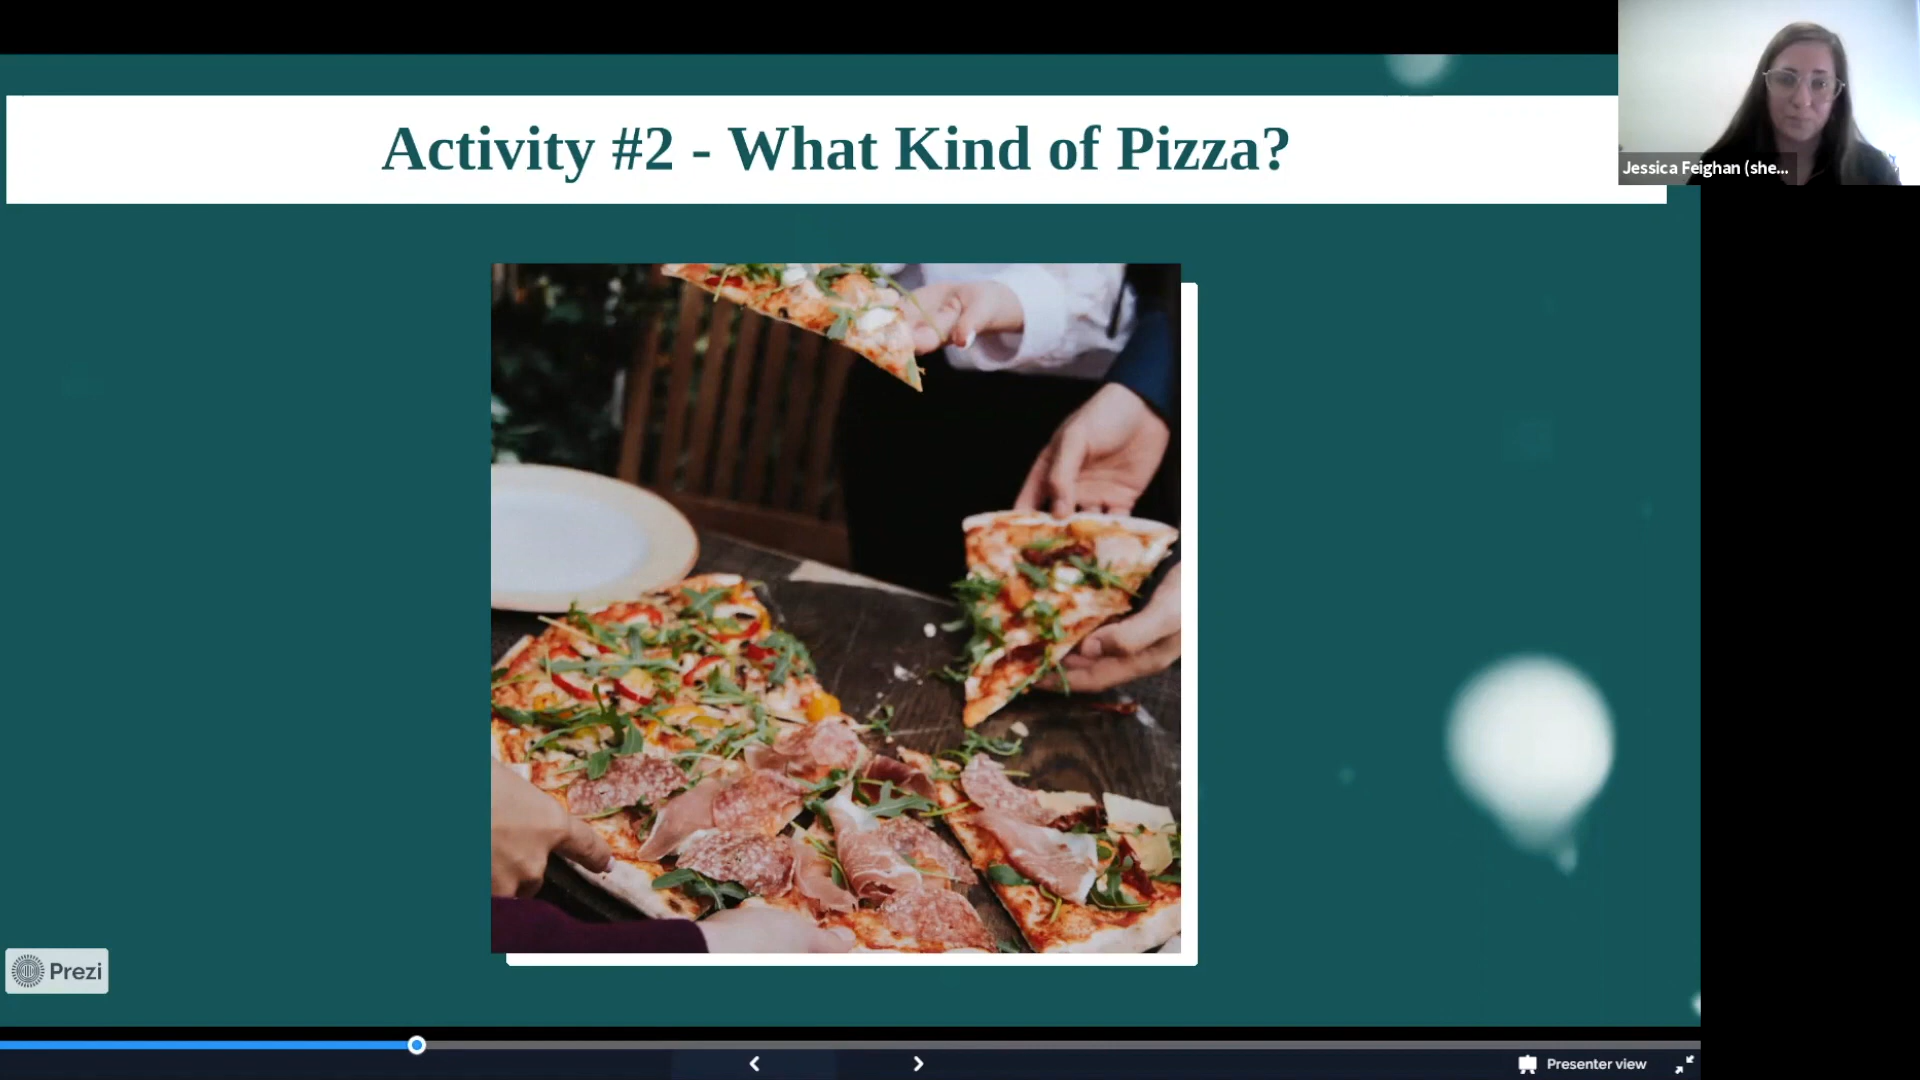 Activity #2 - What Kind of Pizza?
Jessica Feighan (she...
Prezi
Presenter view